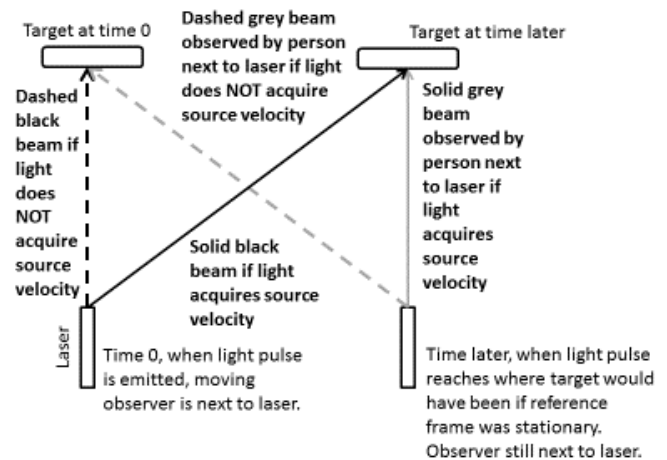 Target at time 0
Dashed grey beam
observed by person
next to laser if light
does NOT acquire
source velocity
Target at time later
Dashed
black
beam if
light
does
NOT
acquire
source
velocity
Solid grey
beam
observed by
person next
to laser if
light
acquires
source
velocity
Solid black
beam if light
acquires source
velocity
Laser
Time 0, when light pulse
is emitted, moving
observer is next to laser.
Time later, when light pulse
reaches where target would
have been if reference
frame was stationary.
Observer still next to laser.